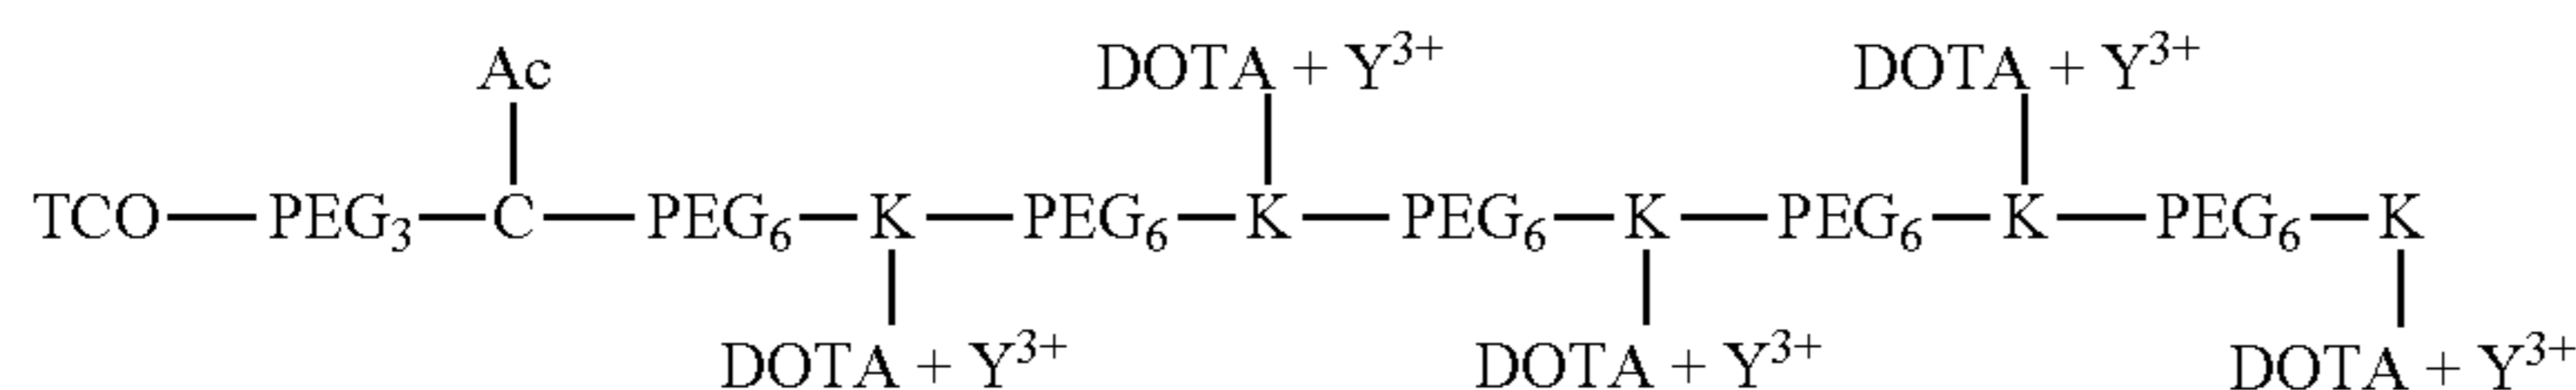 Ac DOTA + Y³⁺ DOTA + Y³⁺
TCO—PEG₃—C—PEG₆—K—PEG₆—K—PEG₆—K—PEG₆—K—PEG₆—K
DOTA + Y³⁺ DOTA + Y³⁺ DOTA + Y³⁺